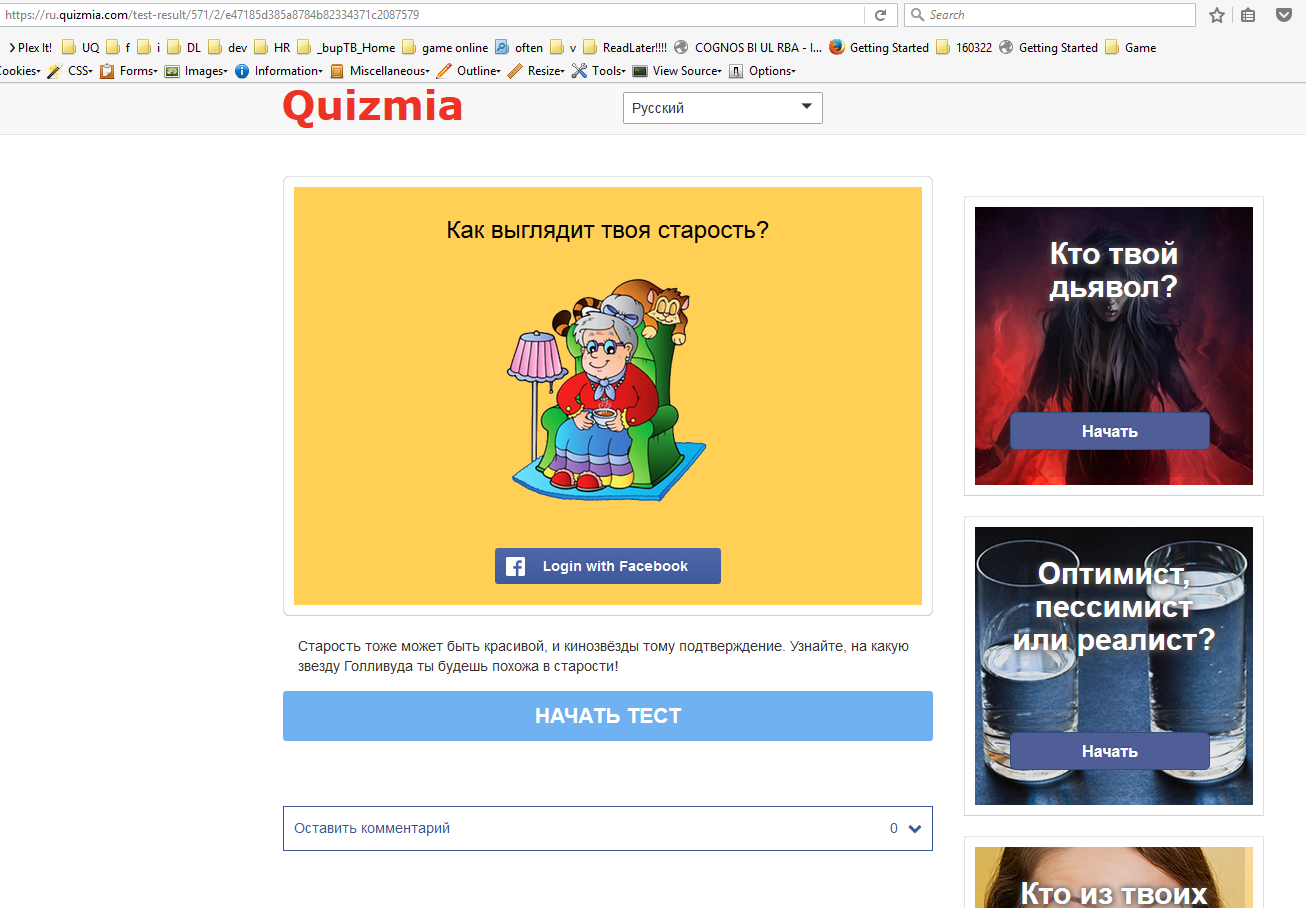 https://ru.quizmia.com/test-result/571/2/e47185d385a8784b82334371c2087579
Search
Plex It! UQ f i DL dev HR _bupTB_Home game online often v ReadLater!!!! COGNOS BI UL RBA - I... Getting Started 160322 Getting Started Game
Cookies CSS Forms Images Information Miscellaneous Outline Resize Tools View Source Options
Quizmia
Русский
Как выглядит твоя старость?
Login with Facebook
Старость тоже может быть красивой, и кинозвёзды тому подтверждение. Узнайте, на какую
звезду Голливуда ты будешь похожа в старости!
НАЧАТЬ ТЕСТ
Оставить комментарий 0
Кто твой
дьявол?
Начать
Оптимист,
пессимист
или реалист?
Начать
Кто из твоих